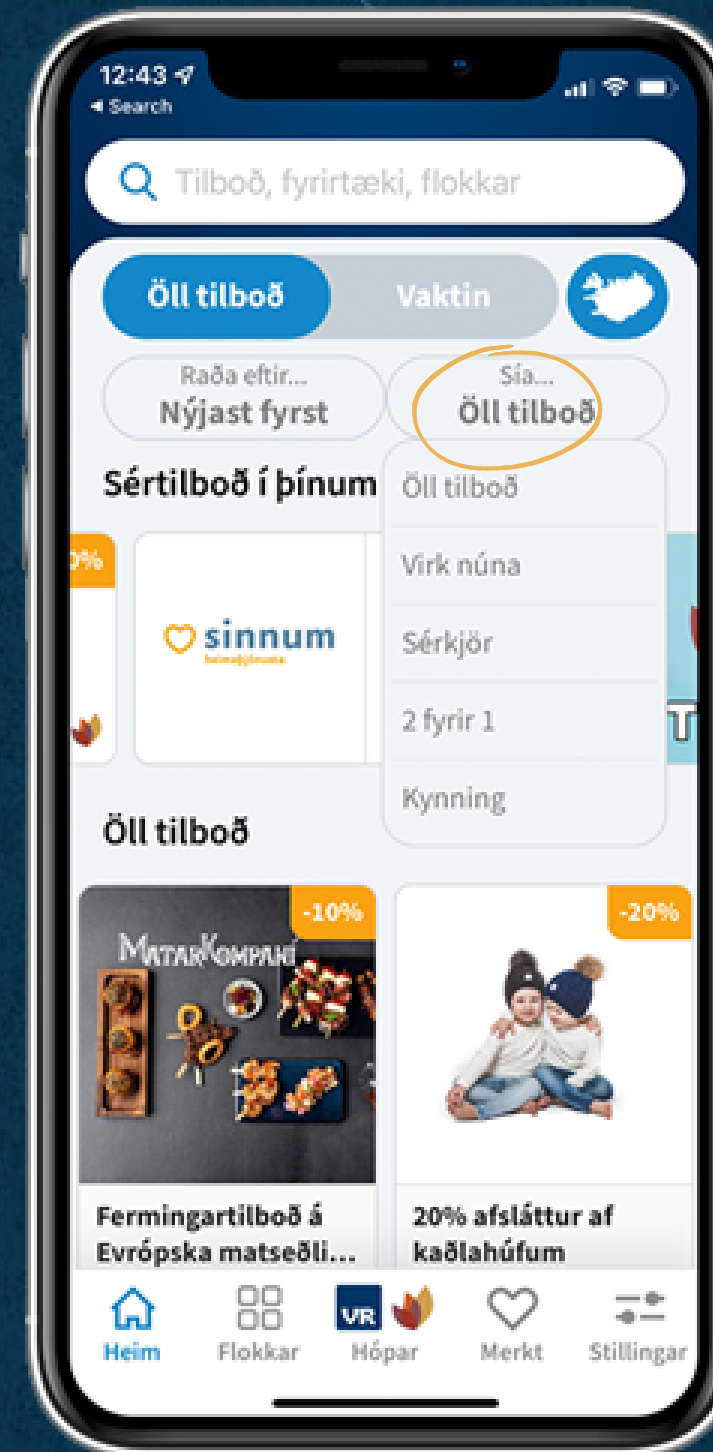 12:43
◀ Search
Tilboð, fyrirtæki, flokkar
Öll tilboð
Vaktin
Raða eftir...
Nýjast fyrst
Sía...
Öll tilboð
Sértilboð í þínum
Öll tilboð
Virk núna
Sérkjör
2 fyrir 1
Kynning
0%
sinnum
heimaþjónusta
T
Öll tilboð
-10%
MATARKOMPANÍ
-20%
Fermingartilboð á
Evrópska matseðli...
20% afsláttur af
kaðlahúfum
VR
Heim
Flokkar
Hópar
Merkt
Stillingar